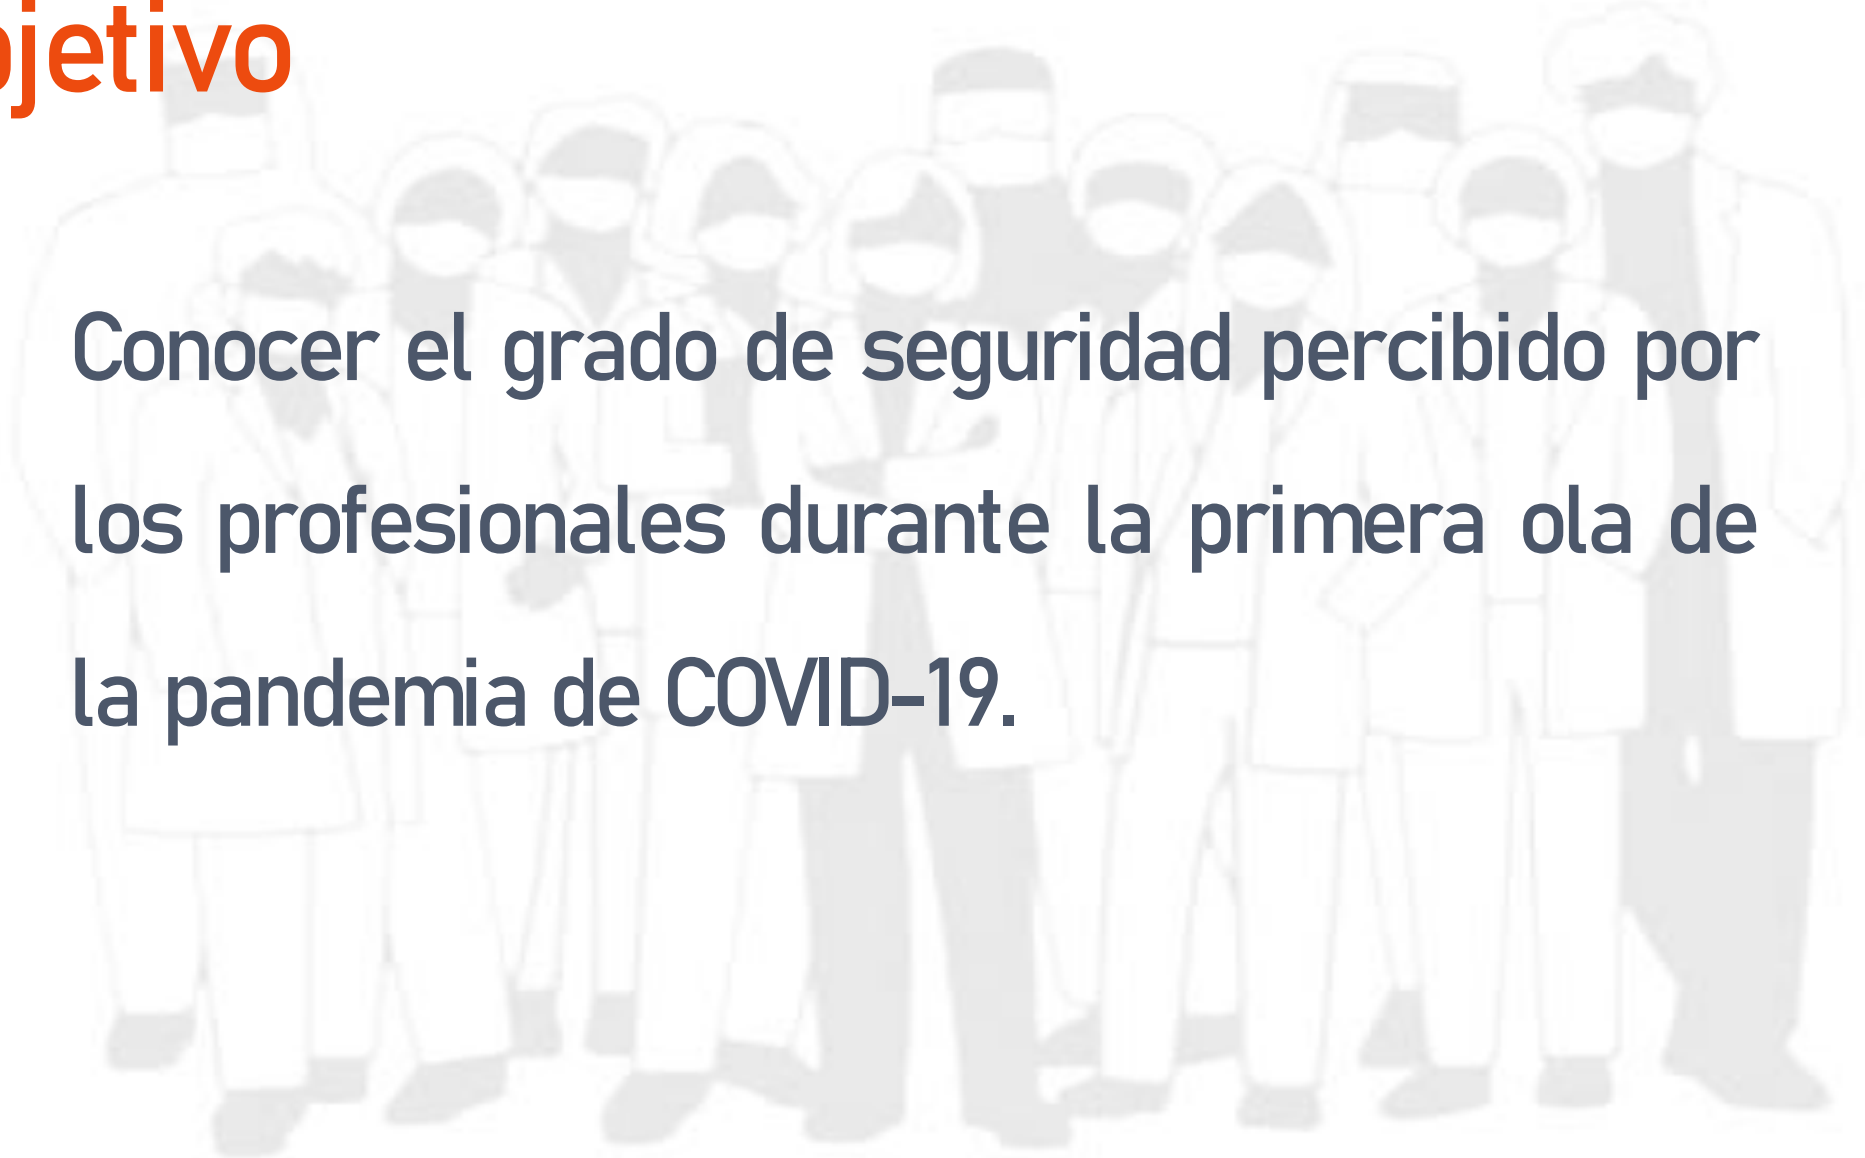 bjetivo
Conocer el grado de seguridad percibido por
los profesionales durante la primera ola de
la pandemia de COVID-19.